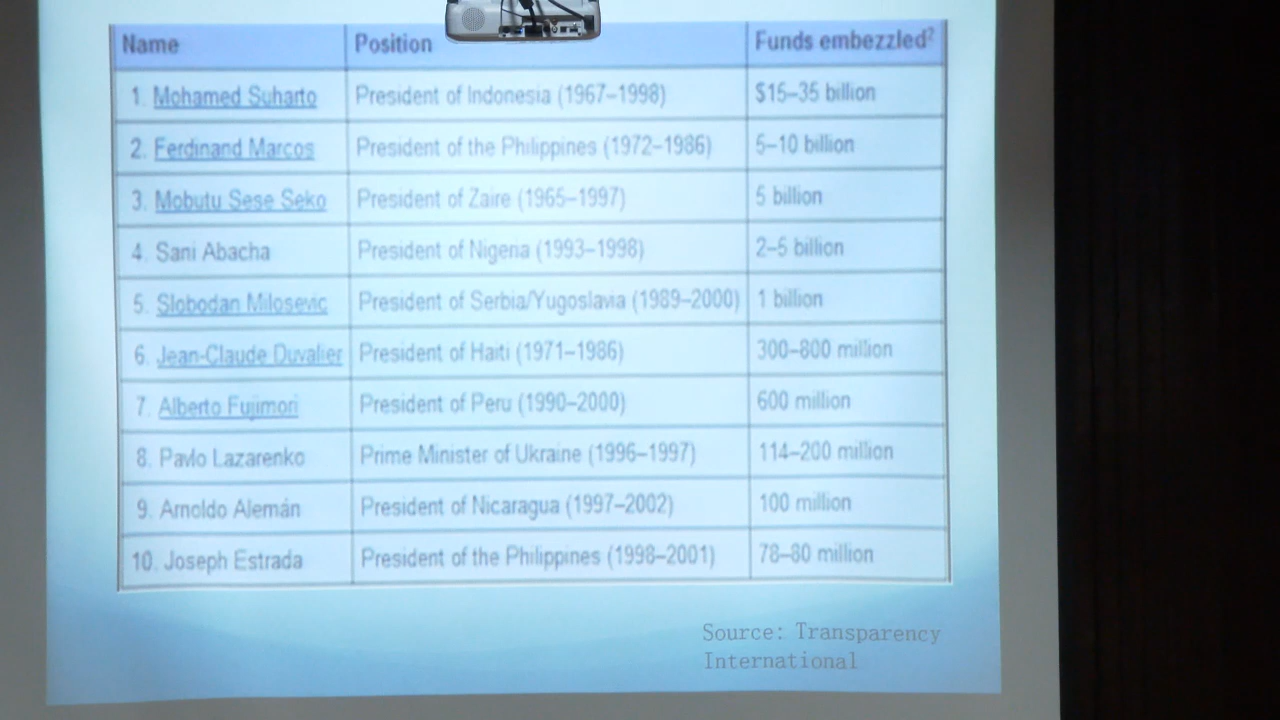 Name Position Funds embezzled²
1. Mohamed Suharto President of Indonesia (1967–1998) $15–35 billion
2. Ferdinand Marcos President of the Philippines (1972–1986) 5–10 billion
3. Mobutu Sese Seko President of Zaire (1965–1997) 5 billion
4. Sani Abacha President of Nigeria (1993–1998) 2–5 billion
5. Slobodan Milosevic President of Serbia/Yugoslavia (1989–2000) 1 billion
6. Jean-Claude Duvalier President of Haiti (1971–1986) 300–800 million
7. Alberto Fujimori President of Peru (1990–2000) 600 million
8. Pavlo Lazarenko Prime Minister of Ukraine (1996–1997) 114–200 million
9. Arnoldo Alemán President of Nicaragua (1997–2002) 100 million
10. Joseph Estrada President of the Philippines (1998–2001) 78–80 million
Source: Transparency
International